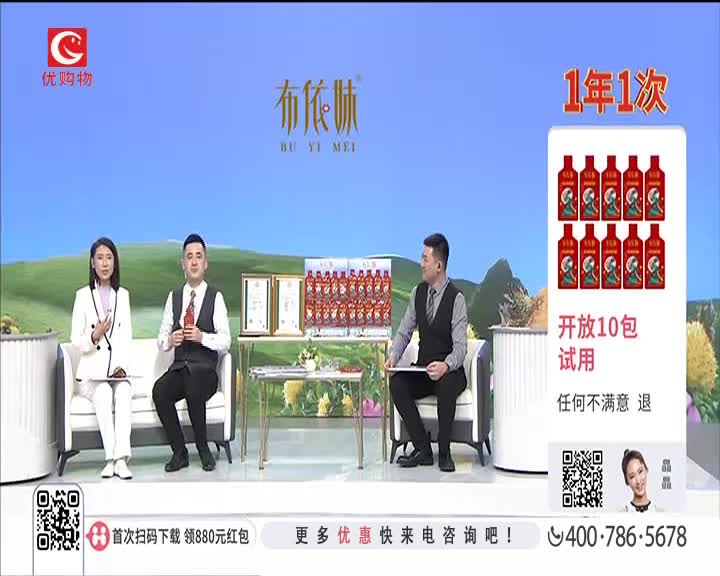 优购物
布依味
BU YI MEI
1年1次
开放10包
试用
任何不满意 退
晶晶
首次扫码下载 领880元红包
更多优惠快来电咨询吧！
400-786-5678